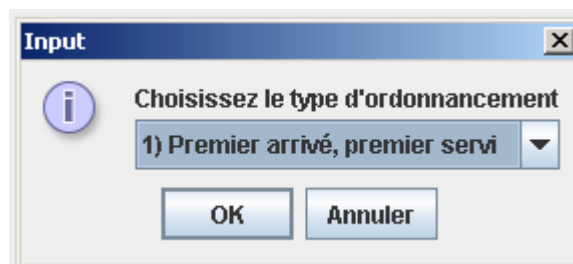 Input
Choisissez le type d'ordonnancement
1) Premier arrivé, premier servi
OK
Annuler